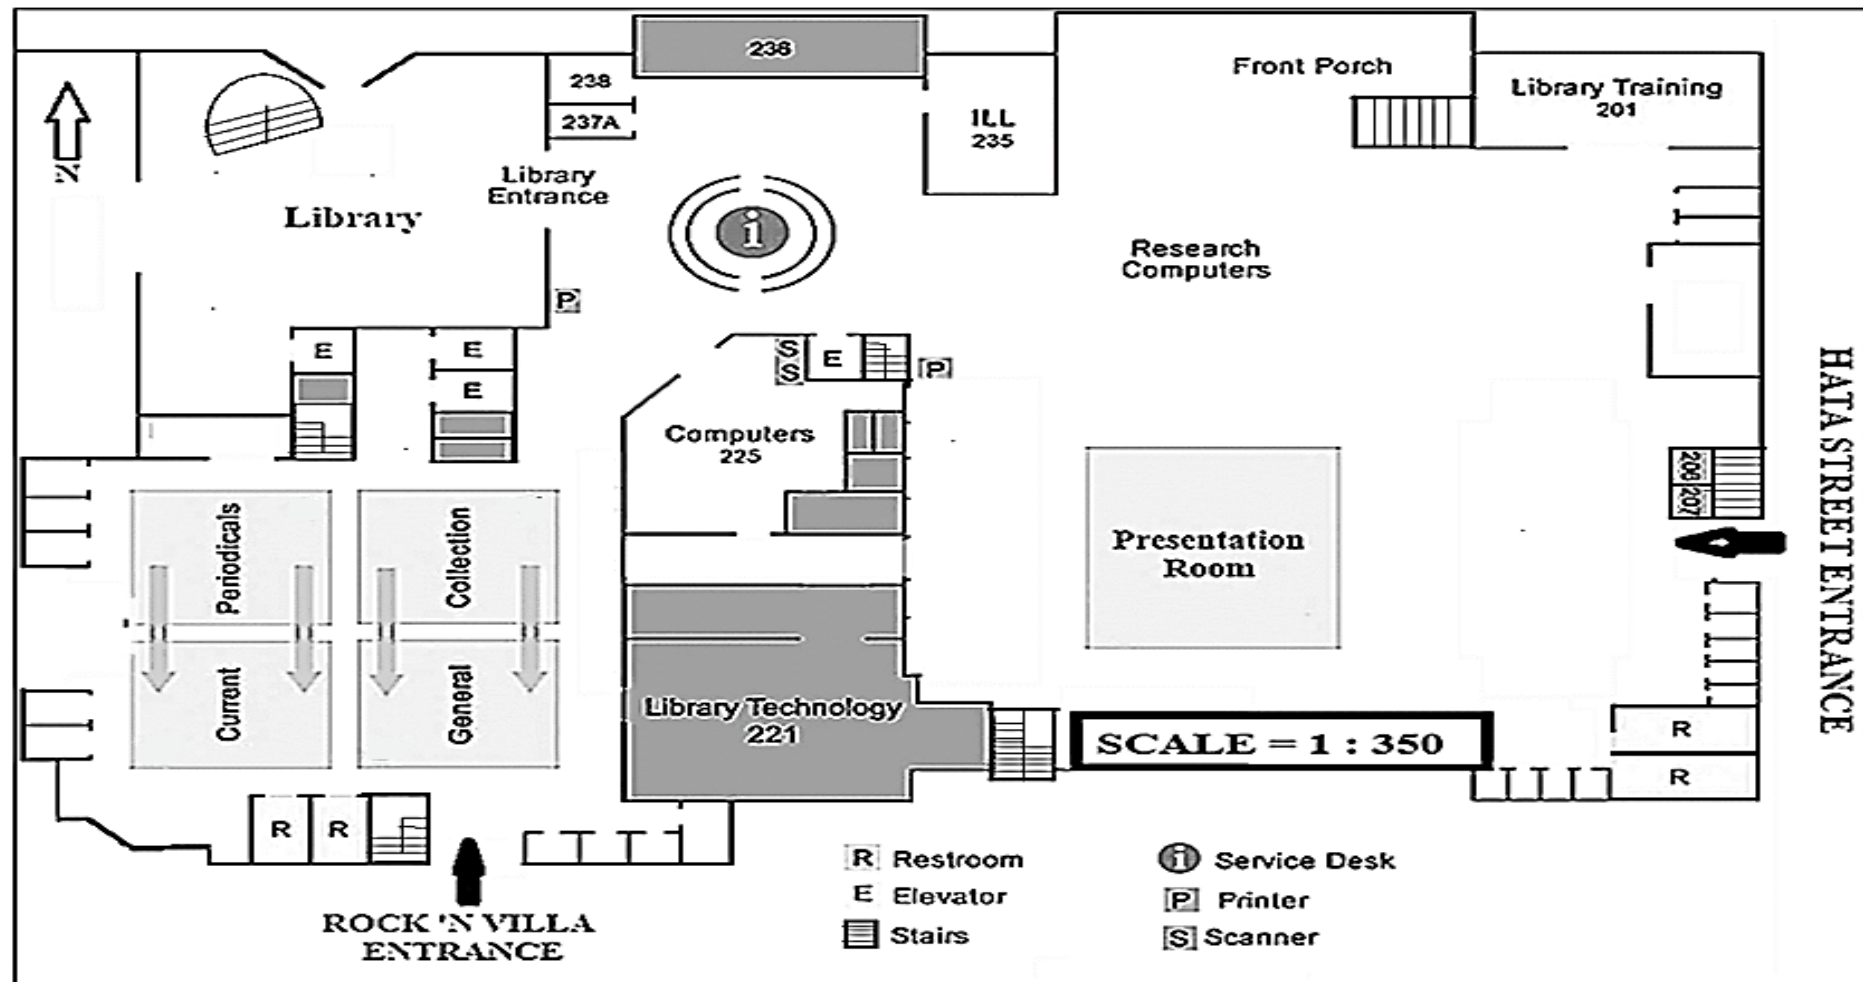 238
Front Porch
Library Training
201
238
237A
ILL
235
N
Library
Entrance
Library
i
Research
Computers
P
E
E
E
S
S
E
P
Computers
225
206
207
HATA STREET ENTRANCE
Periodicals
Collection
Presentation
Room
Current
General
Library Technology
221
SCALE = 1 : 350
R
R
R
R
R Restroom
E Elevator
Stairs
i Service Desk
P Printer
S Scanner
ROCK 'N VILLA
ENTRANCE